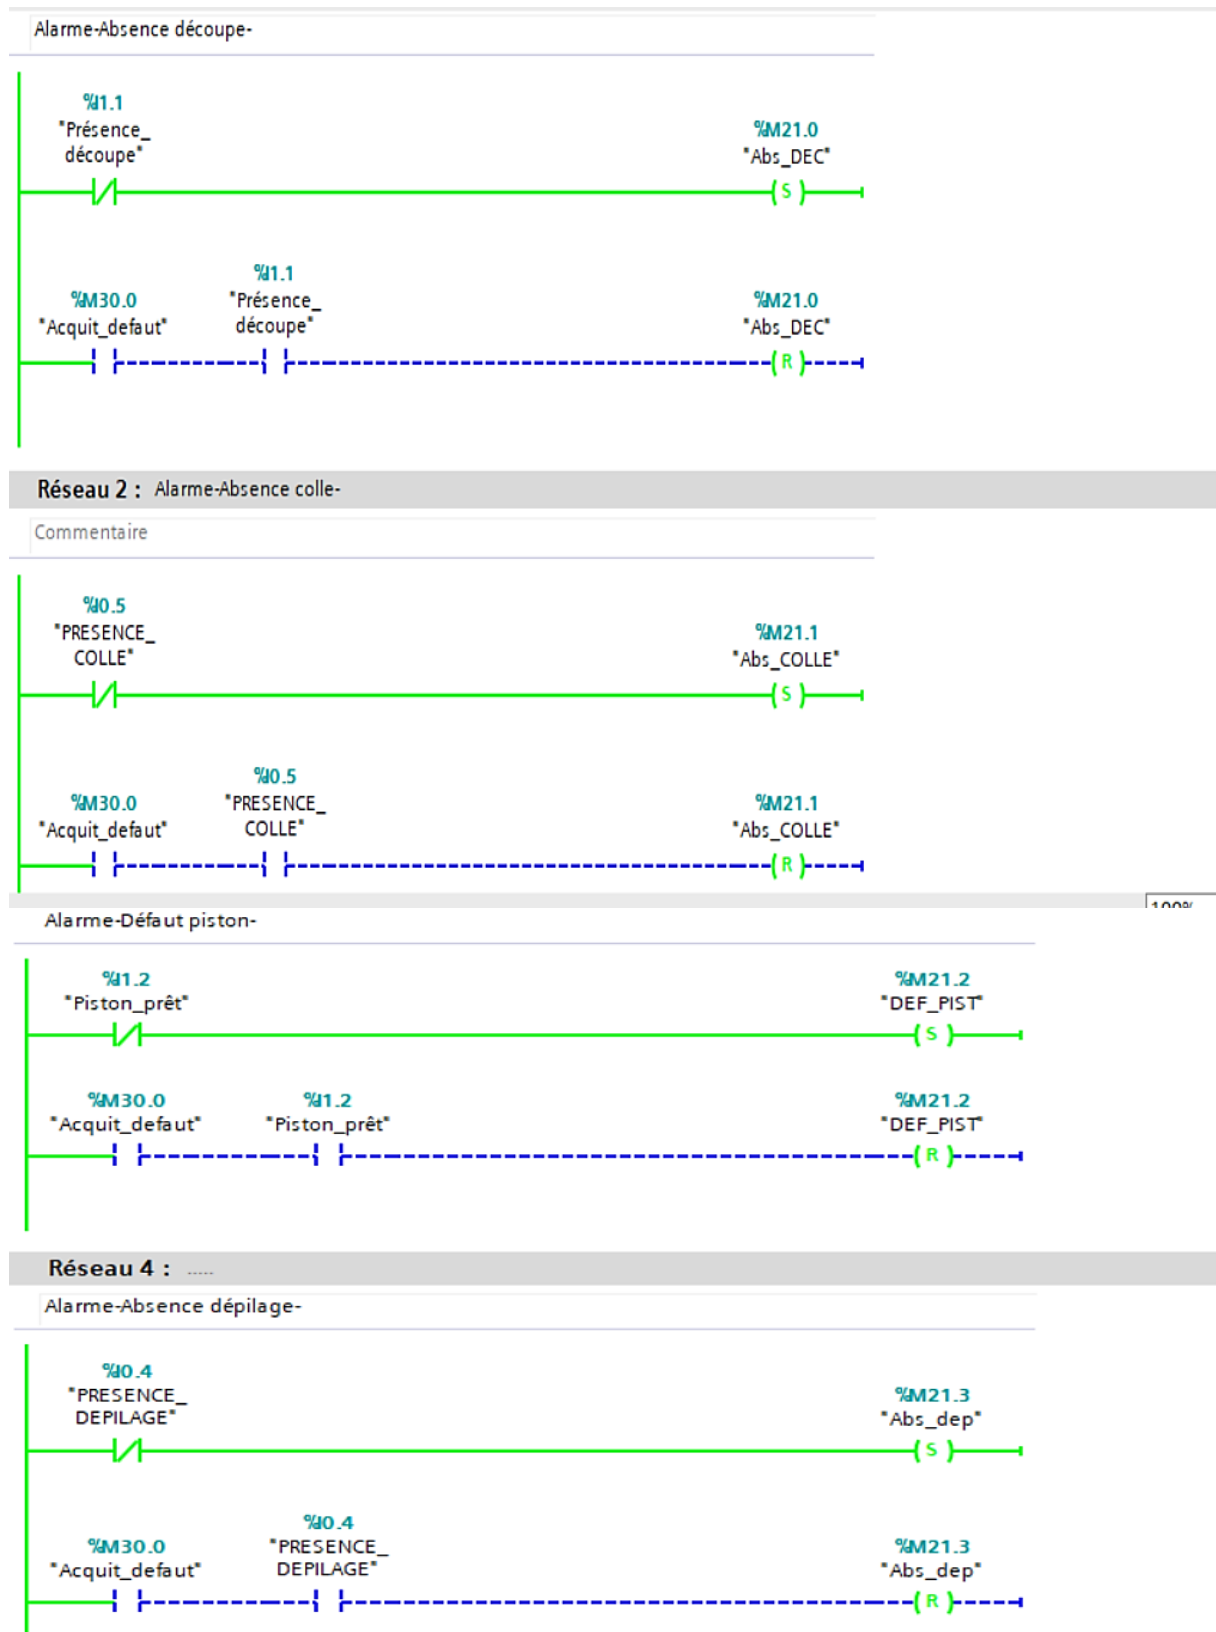 Alarme-Absence découpe-
%I1.1
"Présence_
découpe"
%M21.0
"Abs_DEC"
( S )
%M30.0
"Acquit_defaut"
%I1.1
"Présence_
découpe"
%M21.0
"Abs_DEC"
( R )
Réseau 2 : Alarme-Absence colle-
Commentaire
%I0.5
"PRESENCE_
COLLE"
%M21.1
"Abs_COLLE"
( S )
%M30.0
"Acquit_defaut"
%I0.5
"PRESENCE_
COLLE"
%M21.1
"Abs_COLLE"
( R )
100%
Alarme-Défaut piston-
%I1.2
"Piston_prêt"
%M21.2
"DEF_PIST"
( S )
%M30.0
"Acquit_defaut"
%I1.2
"Piston_prêt"
%M21.2
"DEF_PIST"
( R )
Réseau 4 : .....
Alarme-Absence dépilage-
%I0.4
"PRESENCE_
DEPILAGE"
%M21.3
"Abs_dep"
( S )
%M30.0
"Acquit_defaut"
%I0.4
"PRESENCE_
DEPILAGE"
%M21.3
"Abs_dep"
( R )